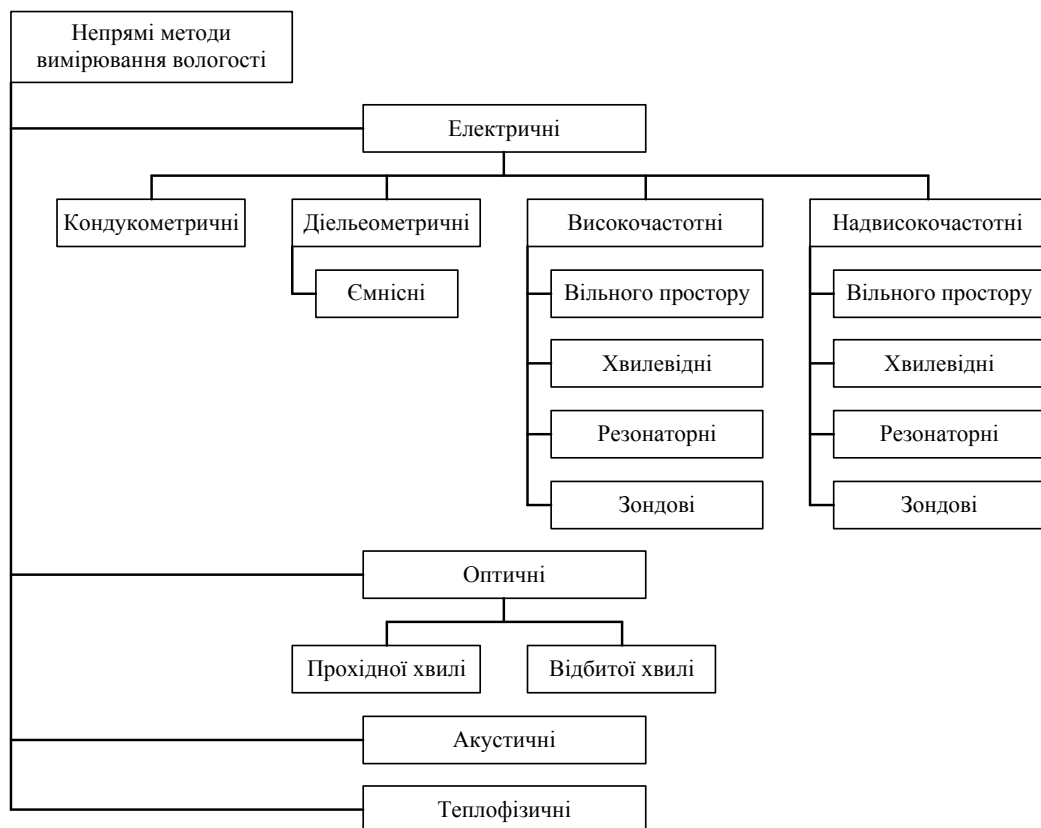 Непрямі методи
вимірювання вологості
Електричні
Кондукометричні
Діельеометричні
Високочастотні
Надвисокочастотні
Ємнісні
Вільного простору
Вільного простору
Хвилевідні
Хвилевідні
Резонаторні
Резонаторні
Зондові
Зондові
Оптичні
Прохідної хвилі
Відбитої хвилі
Акустичні
Теплофізичні